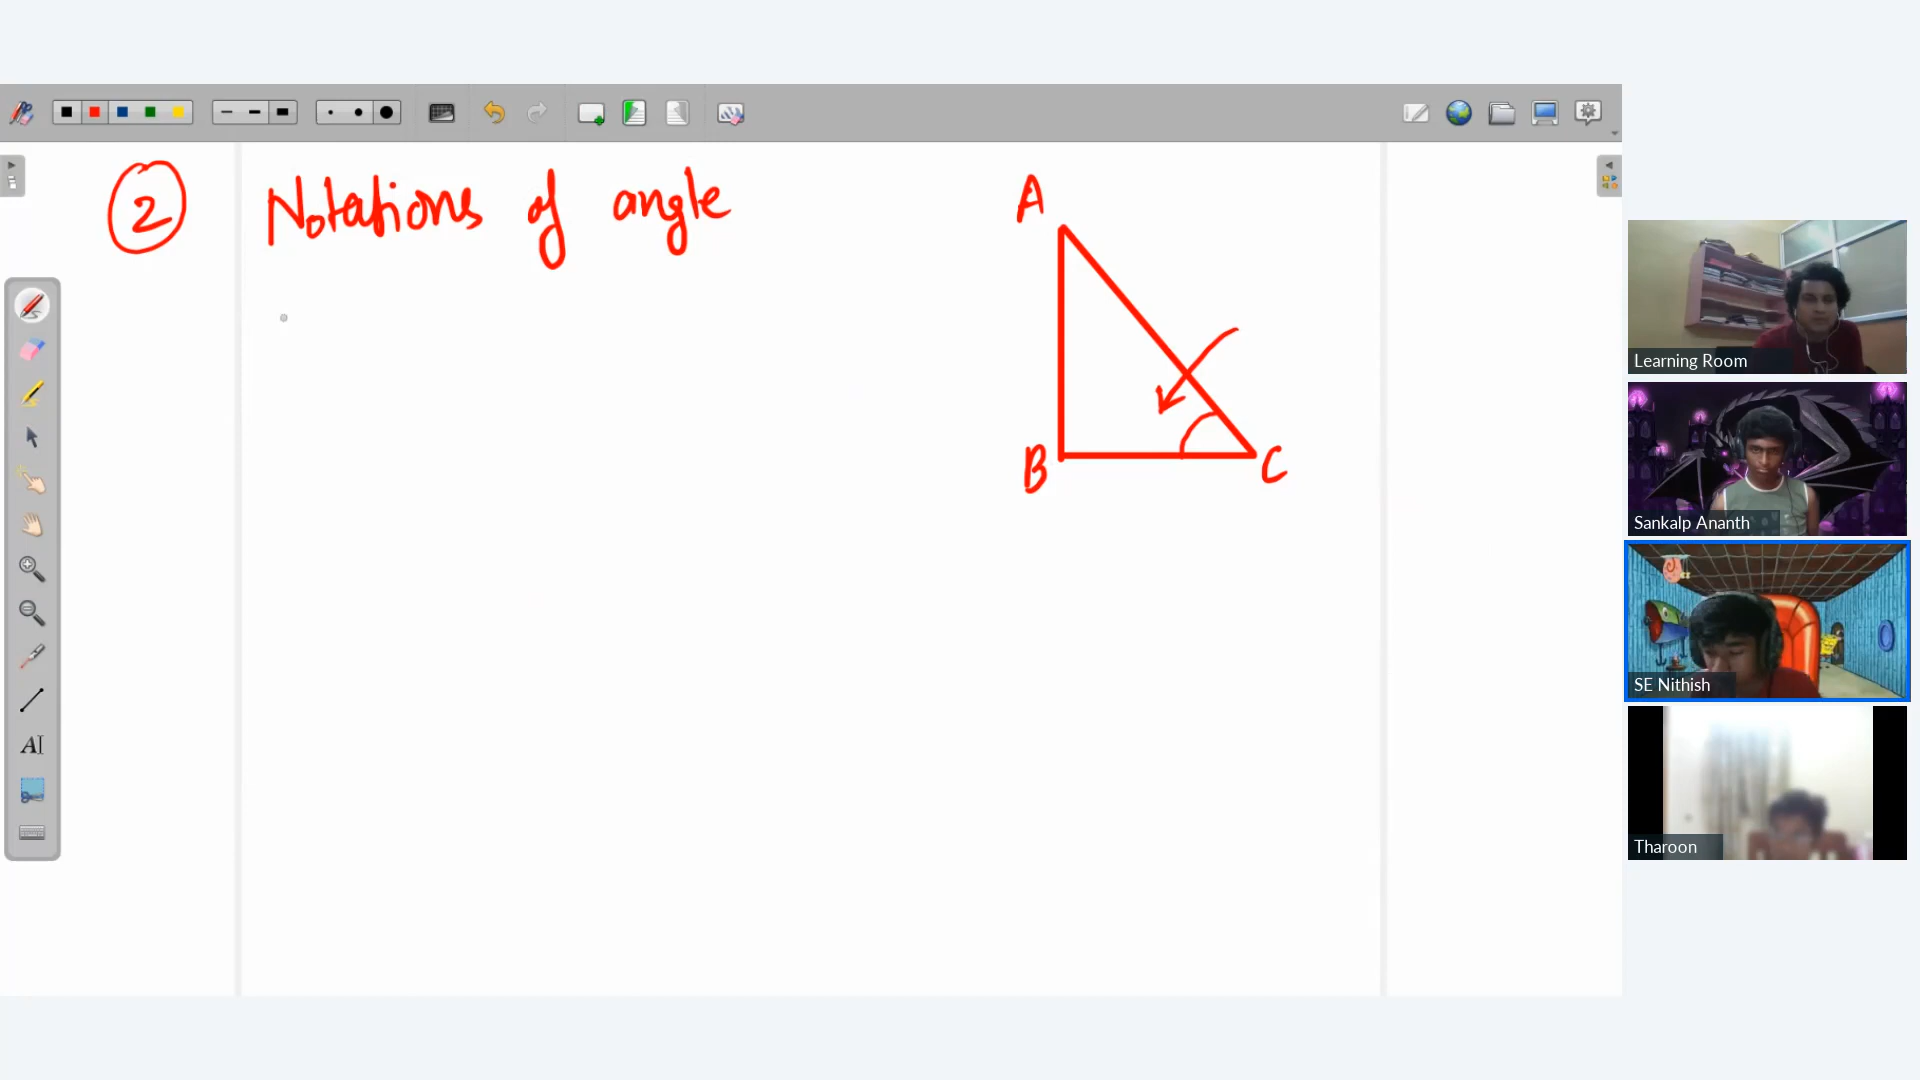 2 Notations of angle
A
B
C
Learning Room
Sankalp Ananth
SE Nithish
Tharoon